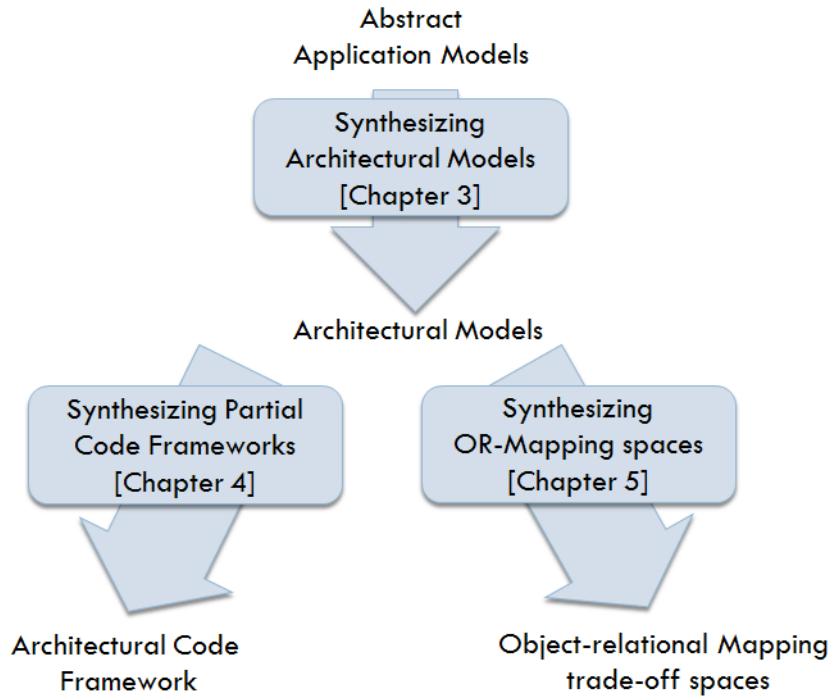 Abstract
Application Models
Synthesizing
Architectural Models
[Chapter 3]
Architectural Models
Synthesizing Partial
Code Frameworks
[Chapter 4]
Synthesizing
OR-Mapping spaces
[Chapter 5]
Architectural Code
Framework
Object-relational Mapping
trade-off spaces